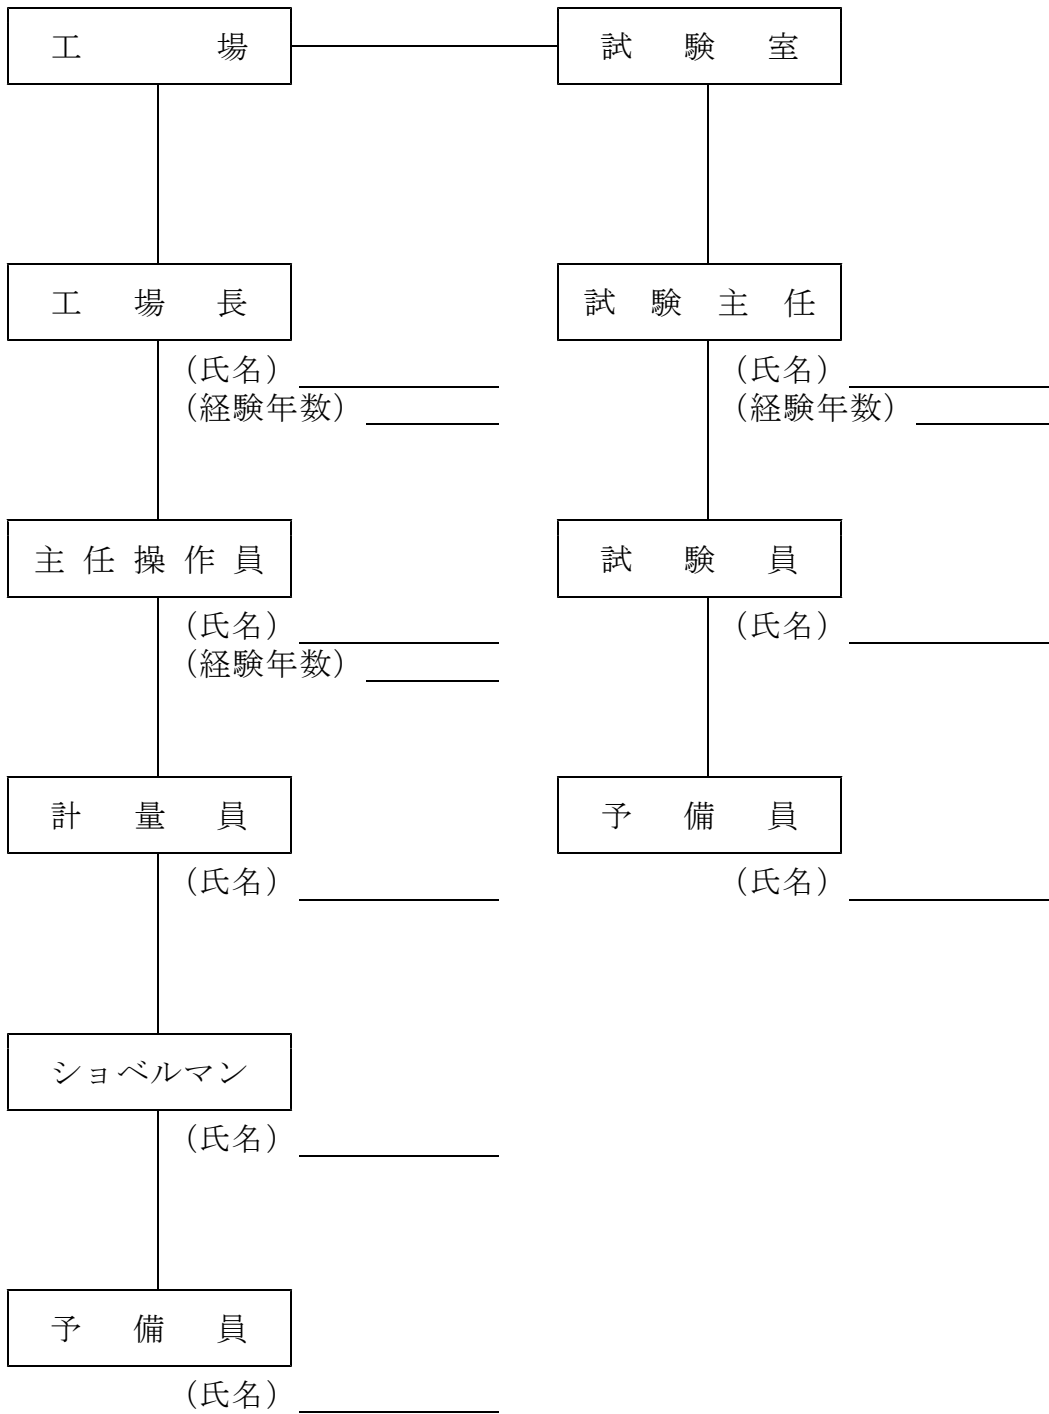 工場
試験室
工場長
試験主任
（氏名）
（氏名）
（経験年数）
（経験年数）
主任操作員
試験員
（氏名）
（氏名）
（経験年数）
計量員
予備員
（氏名）
（氏名）
ショベルマン
（氏名）
予備員
（氏名）